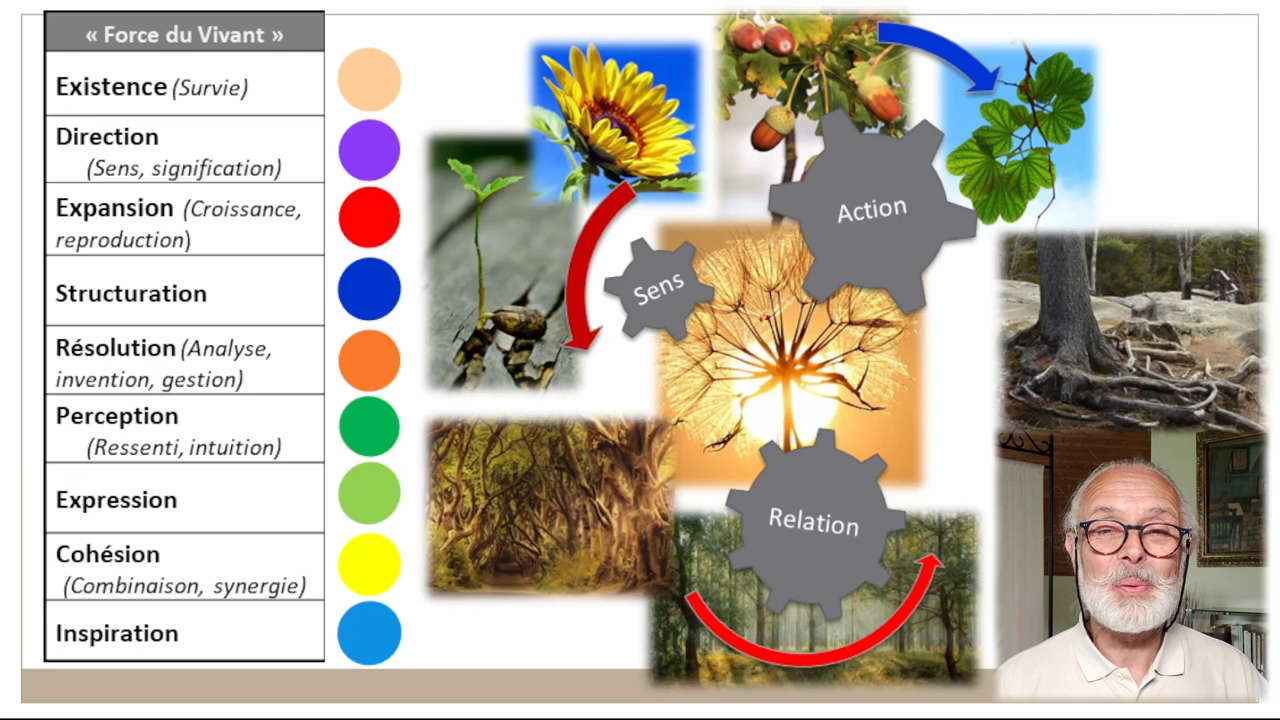 « Force du Vivant »
Existence (Survie)
Direction
(Sens, signification)
Expansion (Croissance,
reproduction)
Structuration
Résolution (Analyse,
invention, gestion)
Perception
(Ressenti, intuition)
Expression
Cohésion
(Combinaison, synergie)
Inspiration
Action
Sens
Relation